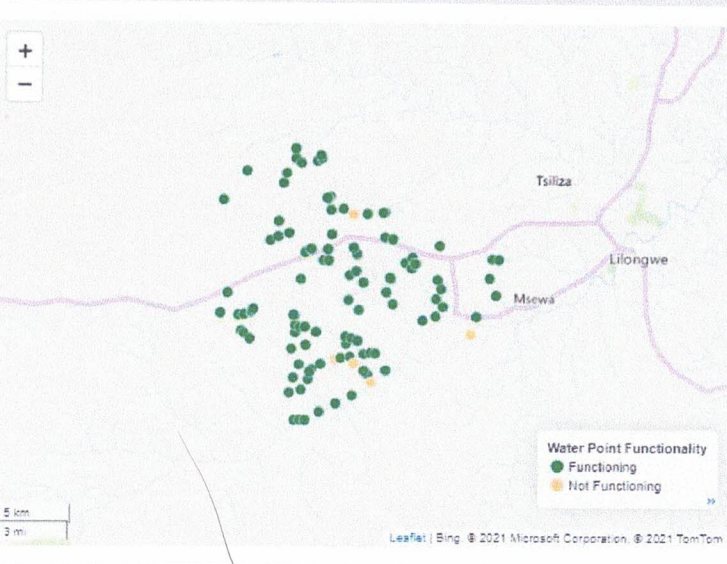 +
−
Tsiliza
Lilongwe
Msewa
Water Point Functionality
Functioning
Not Functioning
»
5 km
3 mi
Leaflet | Bing, © 2021 Microsoft Corporation, © 2021 TomTom